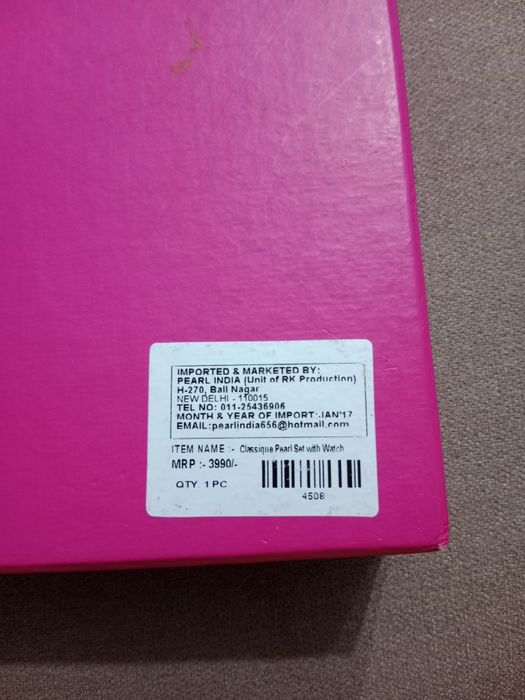 IMPORTED & MARKETED BY:
PEARL INDIA (Unit of RK Production)
H-270, Bali Nagar
NEW DELHI - 110015
TEL NO: 011-25436906
MONTH & YEAR OF IMPORT:JAN'17
EMAIL:pearlindia656@hotmail.com
ITEM NAME :- Classique Pearl Set with Watch
MRP :- 3990/-
QTY 1 PC
4508